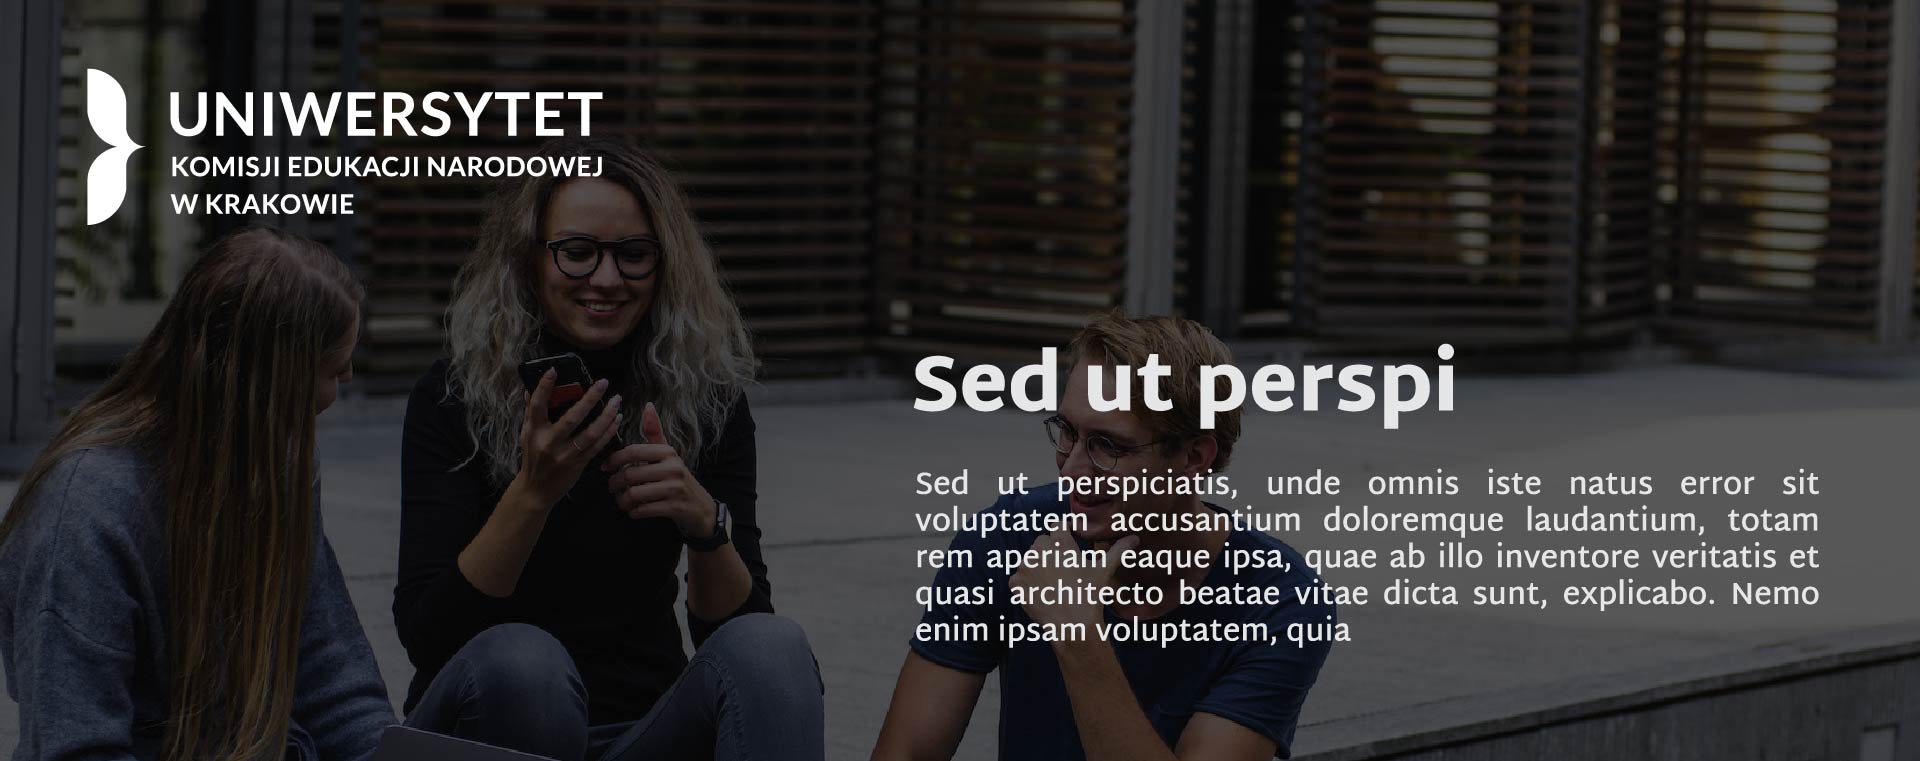 UNIWERSYTET
KOMISJI EDUKACJI NARODOWEJ
W KRAKOWIE
Sed ut perspi
Sed ut perspiciatis, unde omnis iste natus error sit
voluptatem accusantium doloremque laudantium, totam
rem aperiam eaque ipsa, quae ab illo inventore veritatis et
quasi architecto beatae vitae dicta sunt, explicabo. Nemo
enim ipsam voluptatem, quia